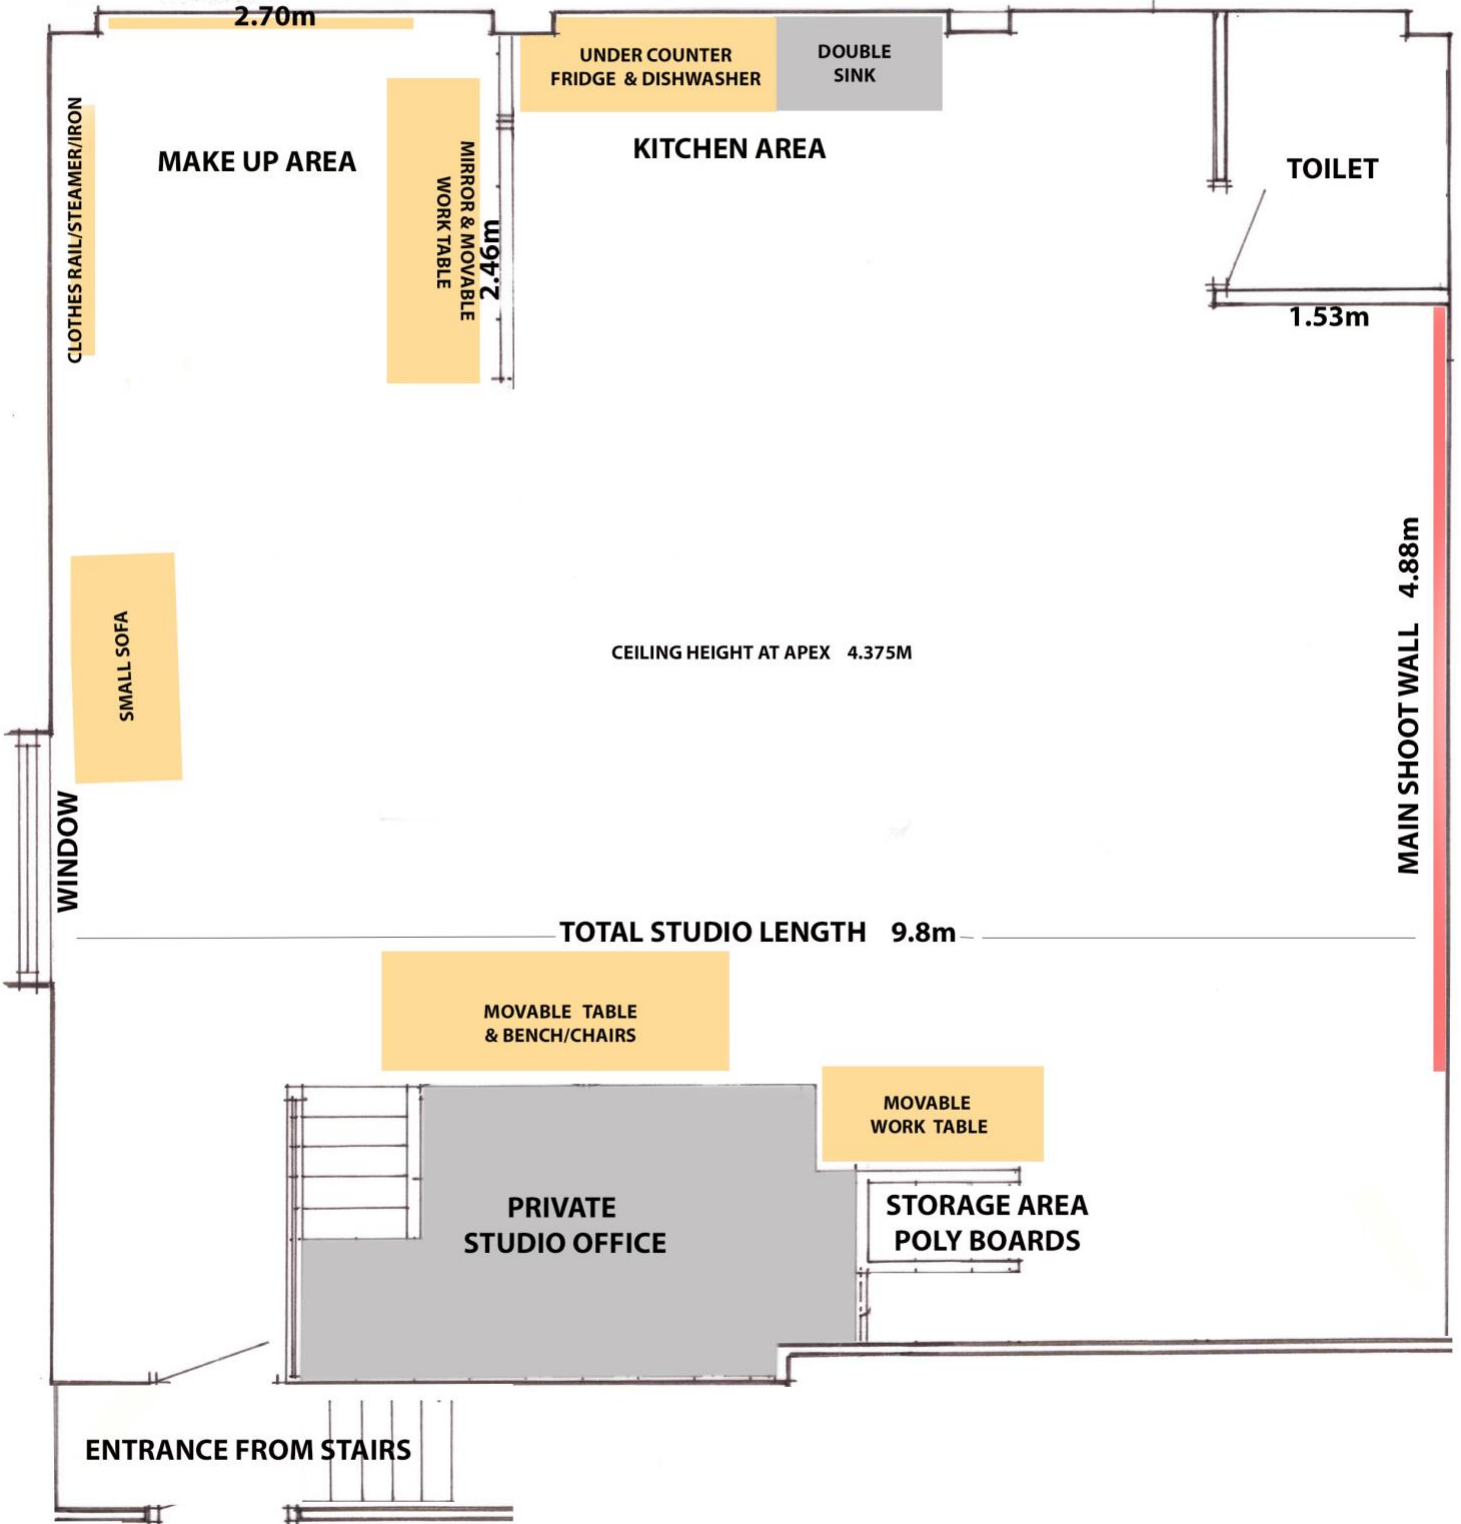 2.70m
UNDER COUNTER
FRIDGE & DISHWASHER
DOUBLE
SINK
CLOTHES RAIL/STEAMER/IRON
MAKE UP AREA
MIRROR & MOVABLE
WORK TABLE
2.46m
KITCHEN AREA
TOILET
1.53m
SMALL SOFA
CEILING HEIGHT AT APEX 4.375M
MAIN SHOOT WALL 4.88m
WINDOW
TOTAL STUDIO LENGTH 9.8m
MOVABLE TABLE
& BENCH/CHAIRS
MOVABLE
WORK TABLE
PRIVATE
STUDIO OFFICE
STORAGE AREA
POLY BOARDS
ENTRANCE FROM STAIRS